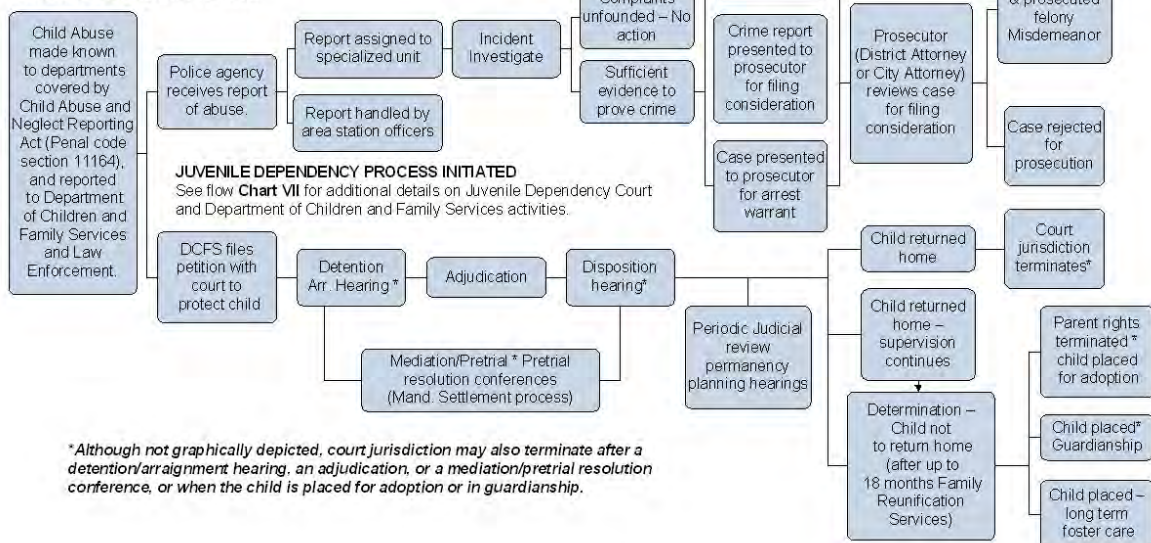 Child Abuse
made known
to departments
covered by
Child Abuse and
Neglect Reporting
Act (Penal code
section 11164),
and reported
to Department
of Children and
Family Services
and Law
Enforcement.
Police agency
receives report
of abuse.
Report assigned to
specialized unit
Report handled by
area station officers
Incident
Investigate
Complaints
unfounded – No
action
Sufficient
evidence to
prove crime
Crime report
presented to
prosecutor
for filing
consideration
Case presented
to prosecutor
for arrest
warrant
Prosecutor
(District Attorney
or City Attorney)
reviews case
for filing
consideration
& prosecuted
felony
Misdemeanor
Case rejected
for
prosecution
JUVENILE DEPENDENCY PROCESS INITIATED
See flow Chart VII for additional details on Juvenile Dependency Court
and Department of Children and Family Services activities.
DCFS files
petition with
court to
protect child
Detention
Arr. Hearing *
Adjudication
Disposition
hearing*
Mediation/Pretrial * Pretrial
resolution conferences
(Mand. Settlement process)
Periodic Judicial
review
permanency
planning hearings
Child returned
home
Court
jurisdiction
terminates*
Child returned
home –
supervision
continues
Determination –
Child not
to return home
(after up to
18 months Family
Reunification
Services)
Parent rights
terminated *
child placed
for adoption
Child placed*
Guardianship
Child placed –
long term
foster care
*Although not graphically depicted, court jurisdiction may also terminate after a
detention/arraignment hearing, an adjudication, or a mediation/pretrial resolution
conference, or when the child is placed for adoption or in guardianship.